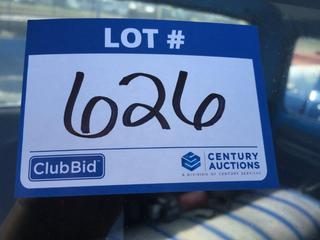 LOT #
626
ClubBid
CENTURY
AUCTIONS
A DIVISION OF CENTURY SERVICES